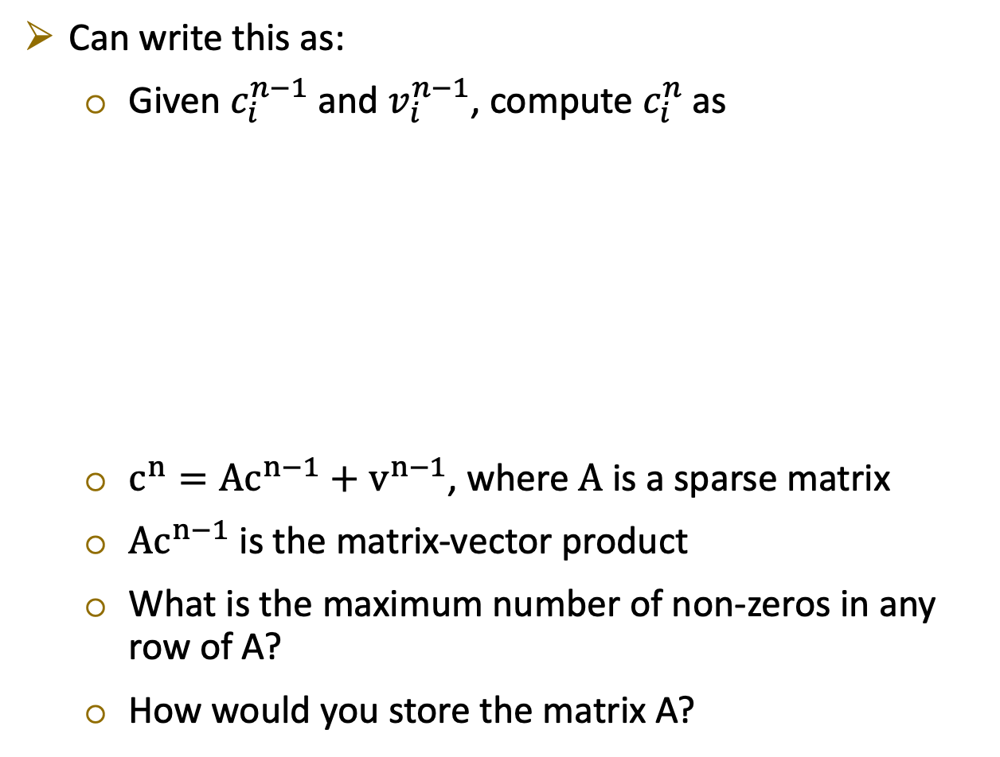 ➢ Can write this as:
○ Given $c_i^{n-1}$ and $v_i^{n-1}$, compute $c_i^n$ as
○ $\mathrm{c^n = Ac^{n-1} + v^{n-1}}$, where A is a sparse matrix
○ $\mathrm{Ac^{n-1}}$ is the matrix-vector product
○ What is the maximum number of non-zeros in any
row of A?
○ How would you store the matrix A?